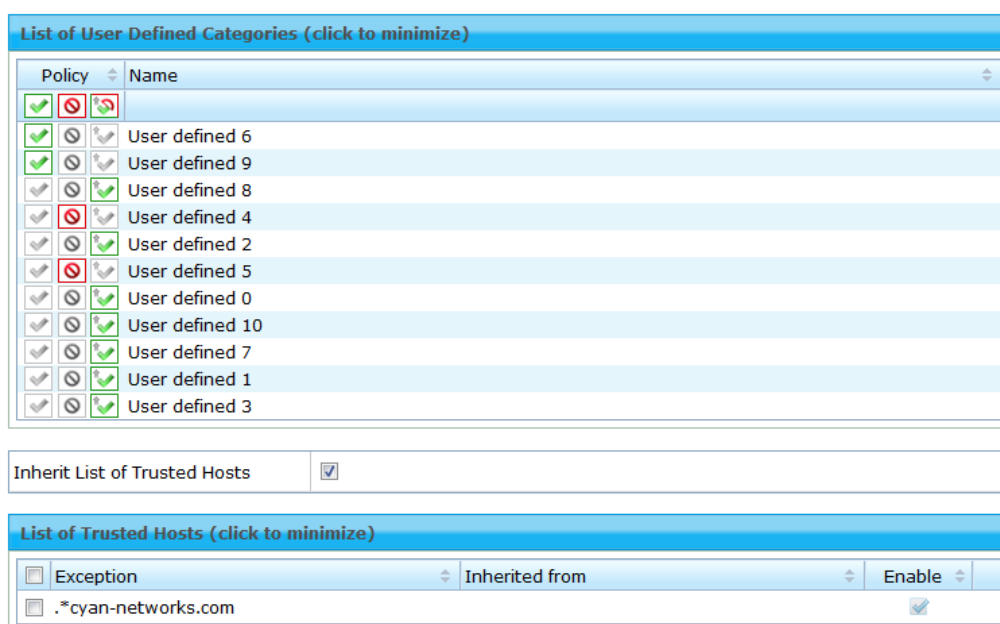 List of User Defined Categories (click to minimize)
Policy Name
User defined 6
User defined 9
User defined 8
User defined 4
User defined 2
User defined 5
User defined 0
User defined 10
User defined 7
User defined 1
User defined 3
Inherit List of Trusted Hosts
List of Trusted Hosts (click to minimize)
Exception Inherited from Enable
.*cyan-networks.com